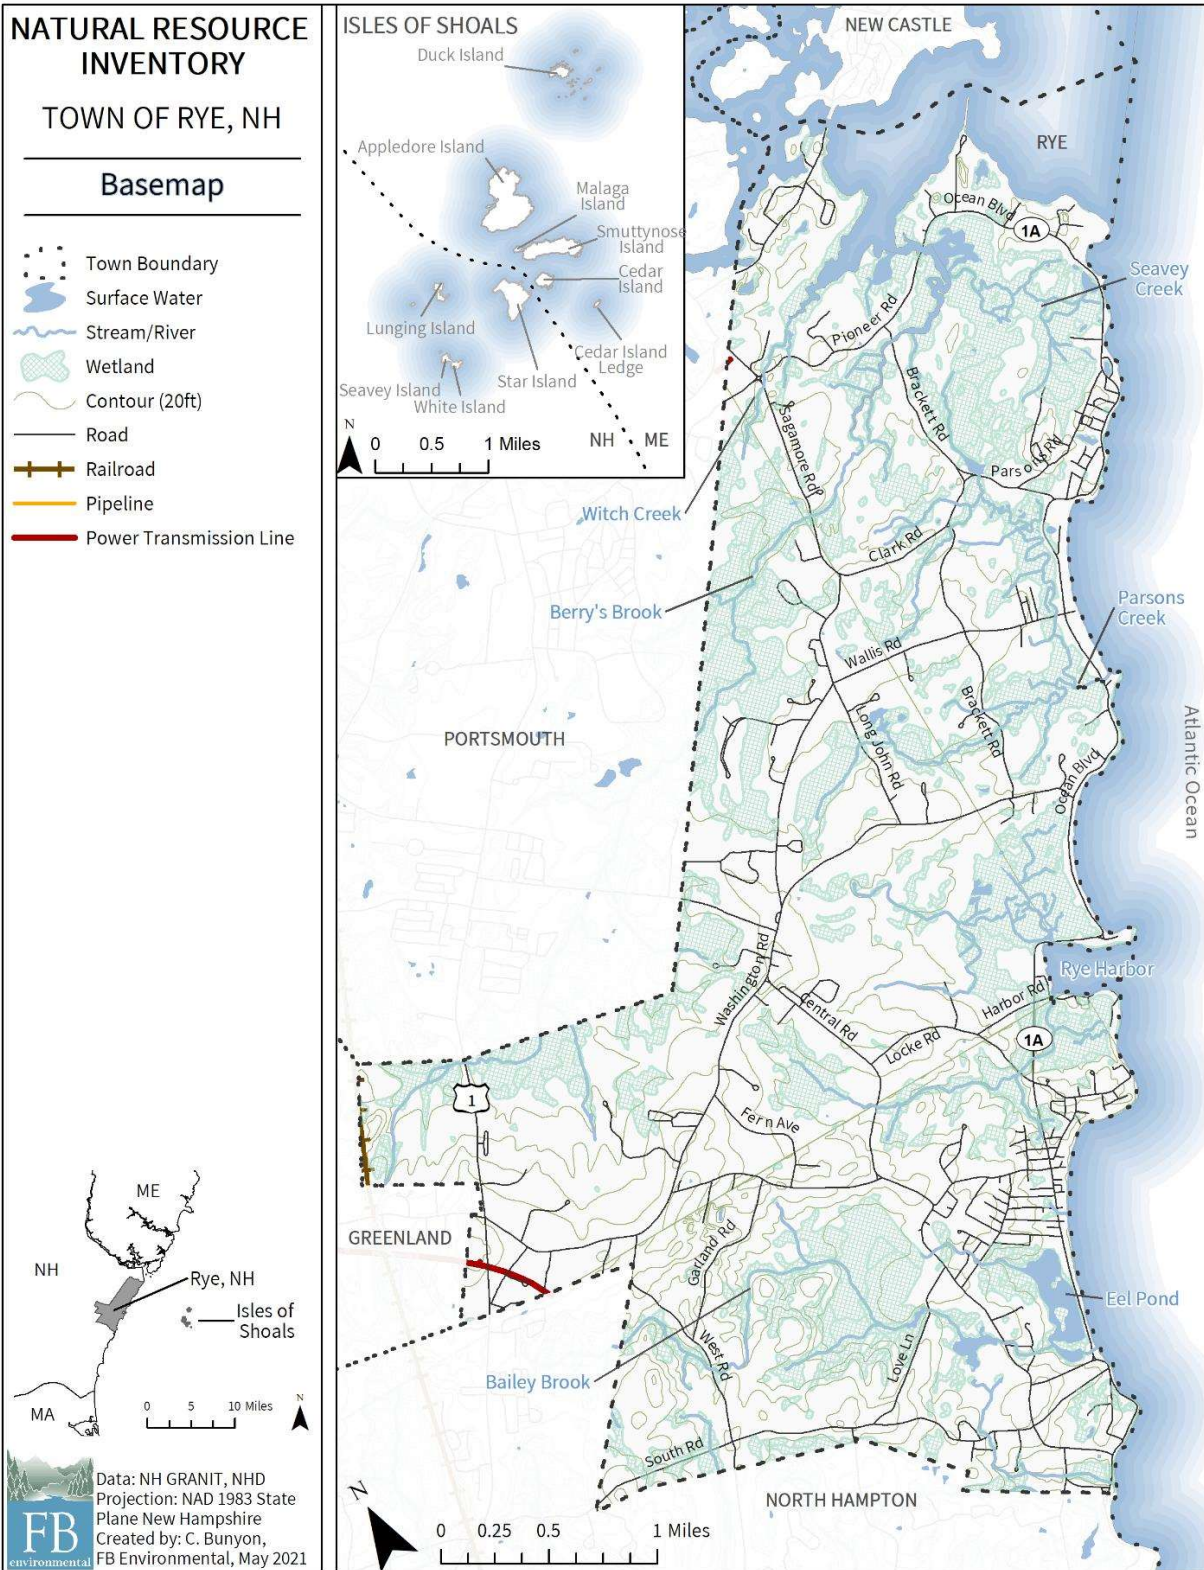 NATURAL RESOURCE
INVENTORY
TOWN OF RYE, NH
Basemap
Town Boundary
Surface Water
Stream/River
Wetland
Contour (20ft)
Road
Railroad
Pipeline
Power Transmission Line
ME
NH
Rye, NH
Isles of
Shoals
MA
0 5 10 Miles
N
FB
environmental
Data: NH GRANIT, NHD
Projection: NAD 1983 State
Plane New Hampshire
Created by: C. Bunyon,
FB Environmental, May 2021
ISLES OF SHOALS
Duck Island
Appledore Island
Malaga
Island
Smuttynose
Island
Cedar
Island
Lunging Island
Cedar Island
Ledge
Star Island
Seavey Island
White Island
N
0 0.5 1 Miles
NH
ME
NEW CASTLE
RYE
Ocean Blvd
1A
Seavey
Creek
Pioneer Rd
Brackett Rd
Sagamore Rd
Parsons Rd
Witch Creek
Clark Rd
Berry's Brook
Parsons
Creek
Wallis Rd
Brackett Rd
Long John Rd
PORTSMOUTH
Ocean Blvd
Atlantic Ocean
Washington Rd
Rye Harbor
Central Rd
Harbor Rd
Locke Rd
1A
1
Fern Ave
GREENLAND
Garland Rd
Eel Pond
West Rd
Love Ln
Bailey Brook
South Rd
NORTH HAMPTON
N
0 0.25 0.5 1 Miles